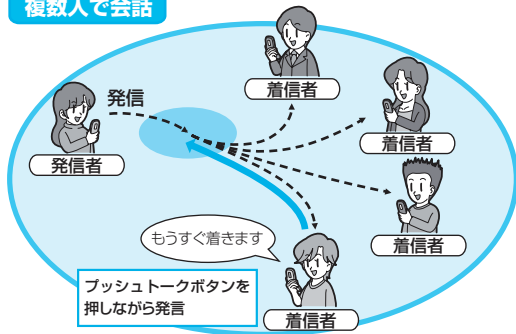 複数人で会話
着信者
発信
着信者
発信者
着信者
もうすぐ着きます
プッシュトークボタンを
押しながら発言
着信者